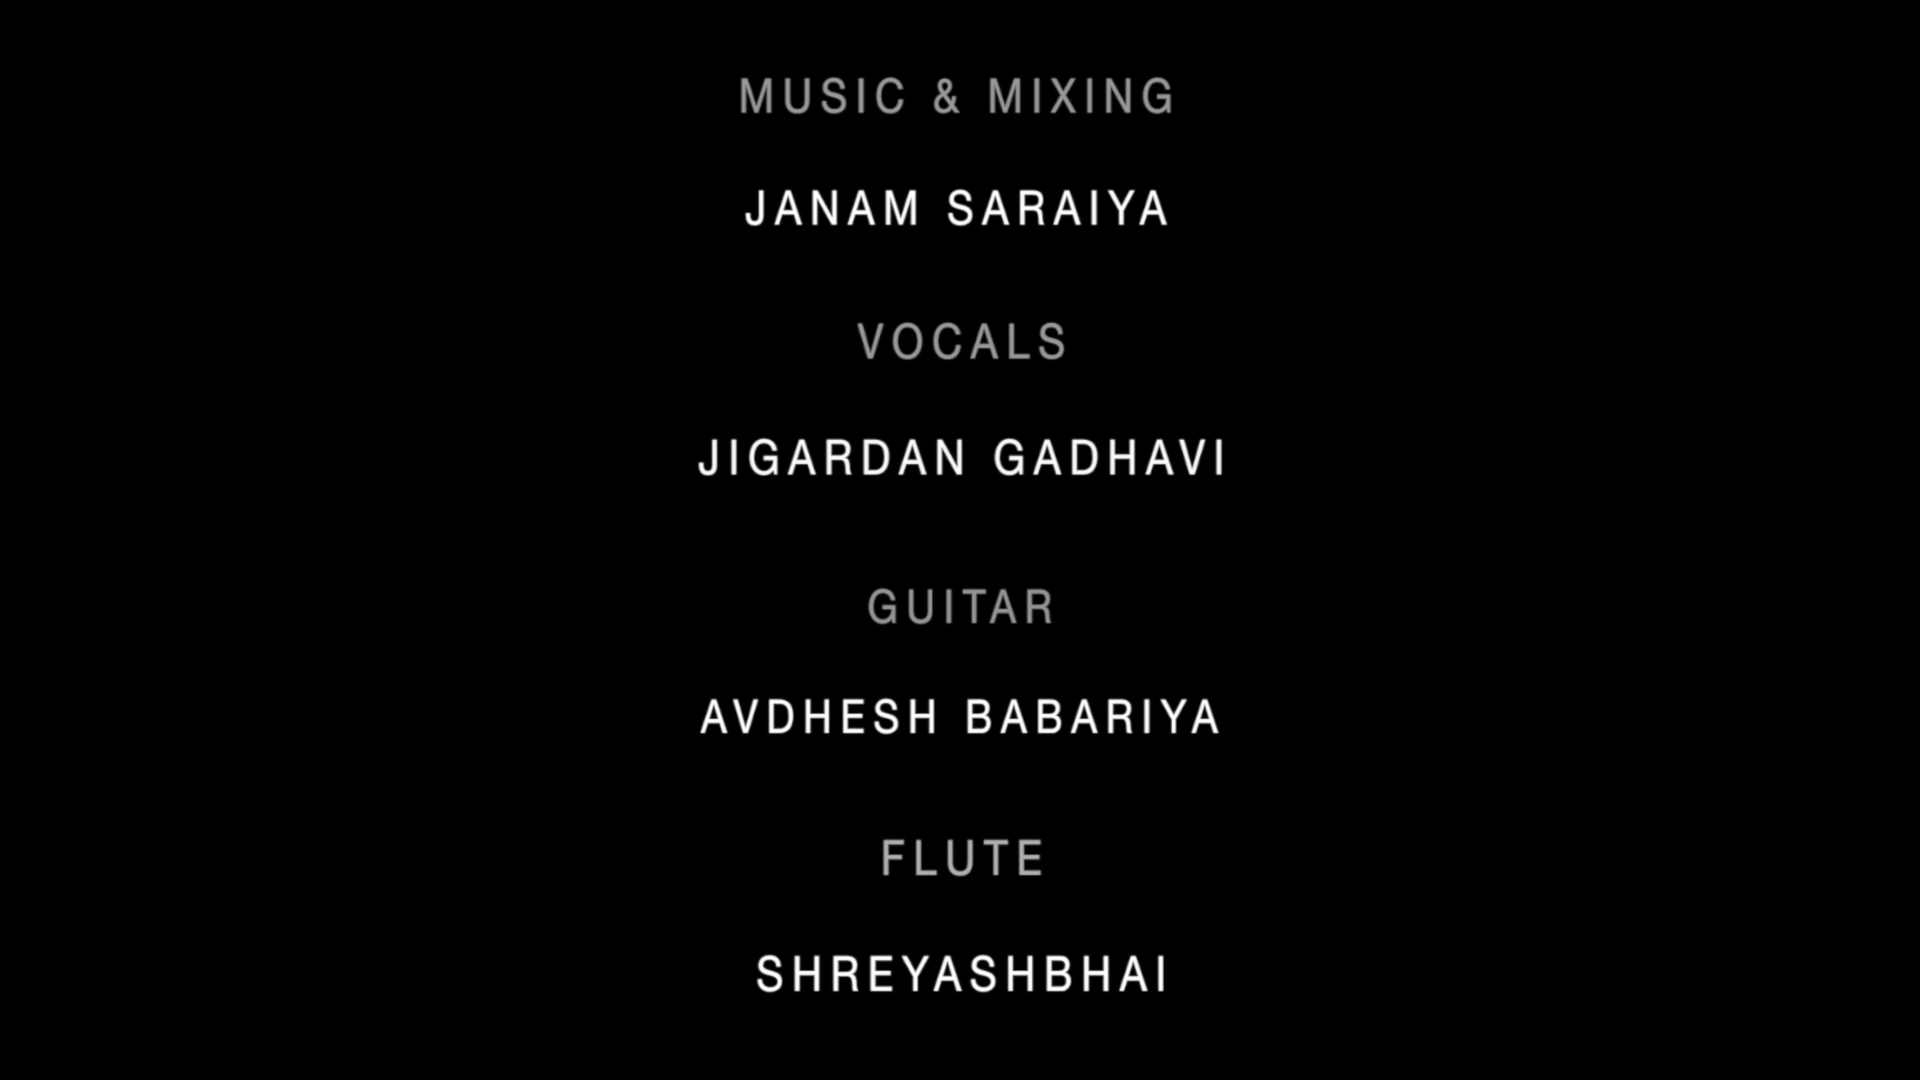 MUSIC & MIXING
JANAM SARAIYA
VOCALS
JIGARDAN GADHAVI
GUITAR
AVDHESH BABARIYA
FLUTE
SHREYASHBHAI